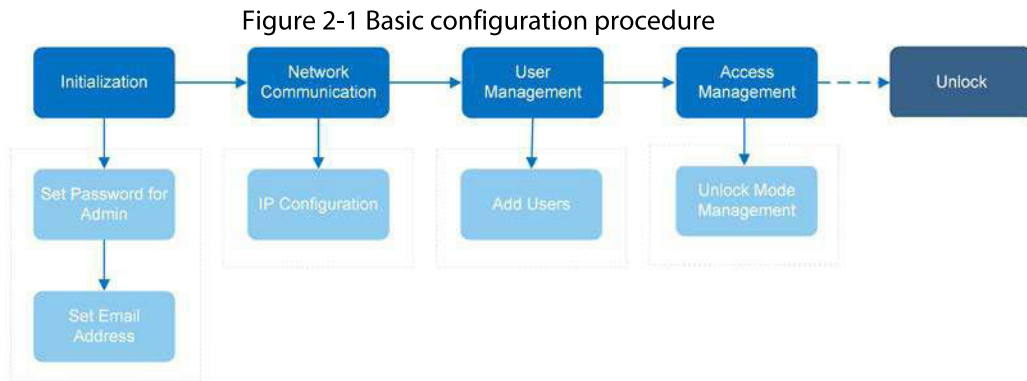 Figure 2-1 Basic configuration procedure
Initialization
Network
Communication
User
Management
Access
Management
Unlock
Set Password for
Admin
IP Configuration
Add Users
Unlock Mode
Management
Set Email
Address